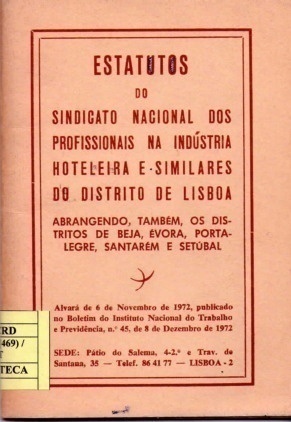 ESTATUTOS
DO
SINDICATO NACIONAL DOS
PROFISSIONAIS NA INDÚSTRIA
HOTELEIRA E SIMILARES
DO DISTRITO DE LISBOA
ABRANGENDO, TAMBÉM, OS DIS-
TRITOS DE BEJA, ÉVORA, PORTA-
LEGRE, SANTARÉM E SETÚBAL
Alvará de 6 de Novembro de 1972, publicado
no Boletim do Instituto Nacional do Trabalho
e Previdência, n.º 45, de 8 de Dezembro de 1972
SEDE: Pátio do Salema, 4-2.º e Trav. de
Santana, 35 — Telef. 86 41 77 — LISBOA - 2
RD
469) /
TECA